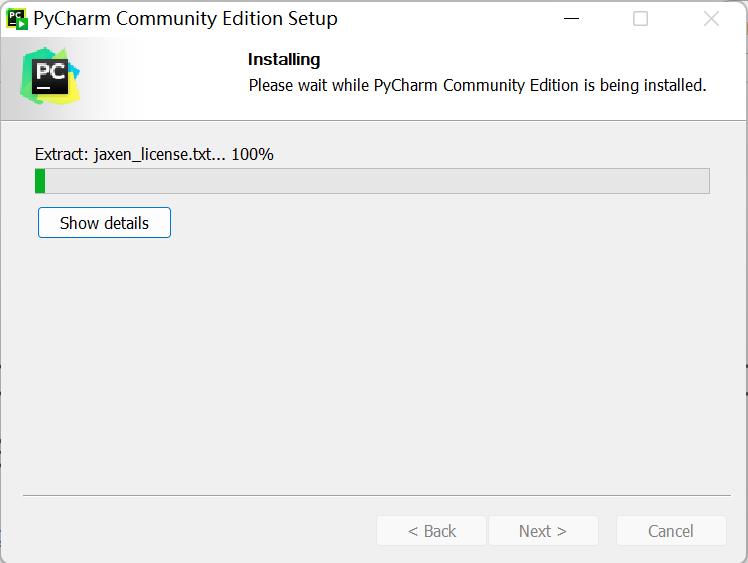 PC PyCharm Community Edition Setup
PC
Installing
Please wait while PyCharm Community Edition is being installed.
Extract: jaxen_license.txt... 100%
Show details
< Back
Next >
Cancel